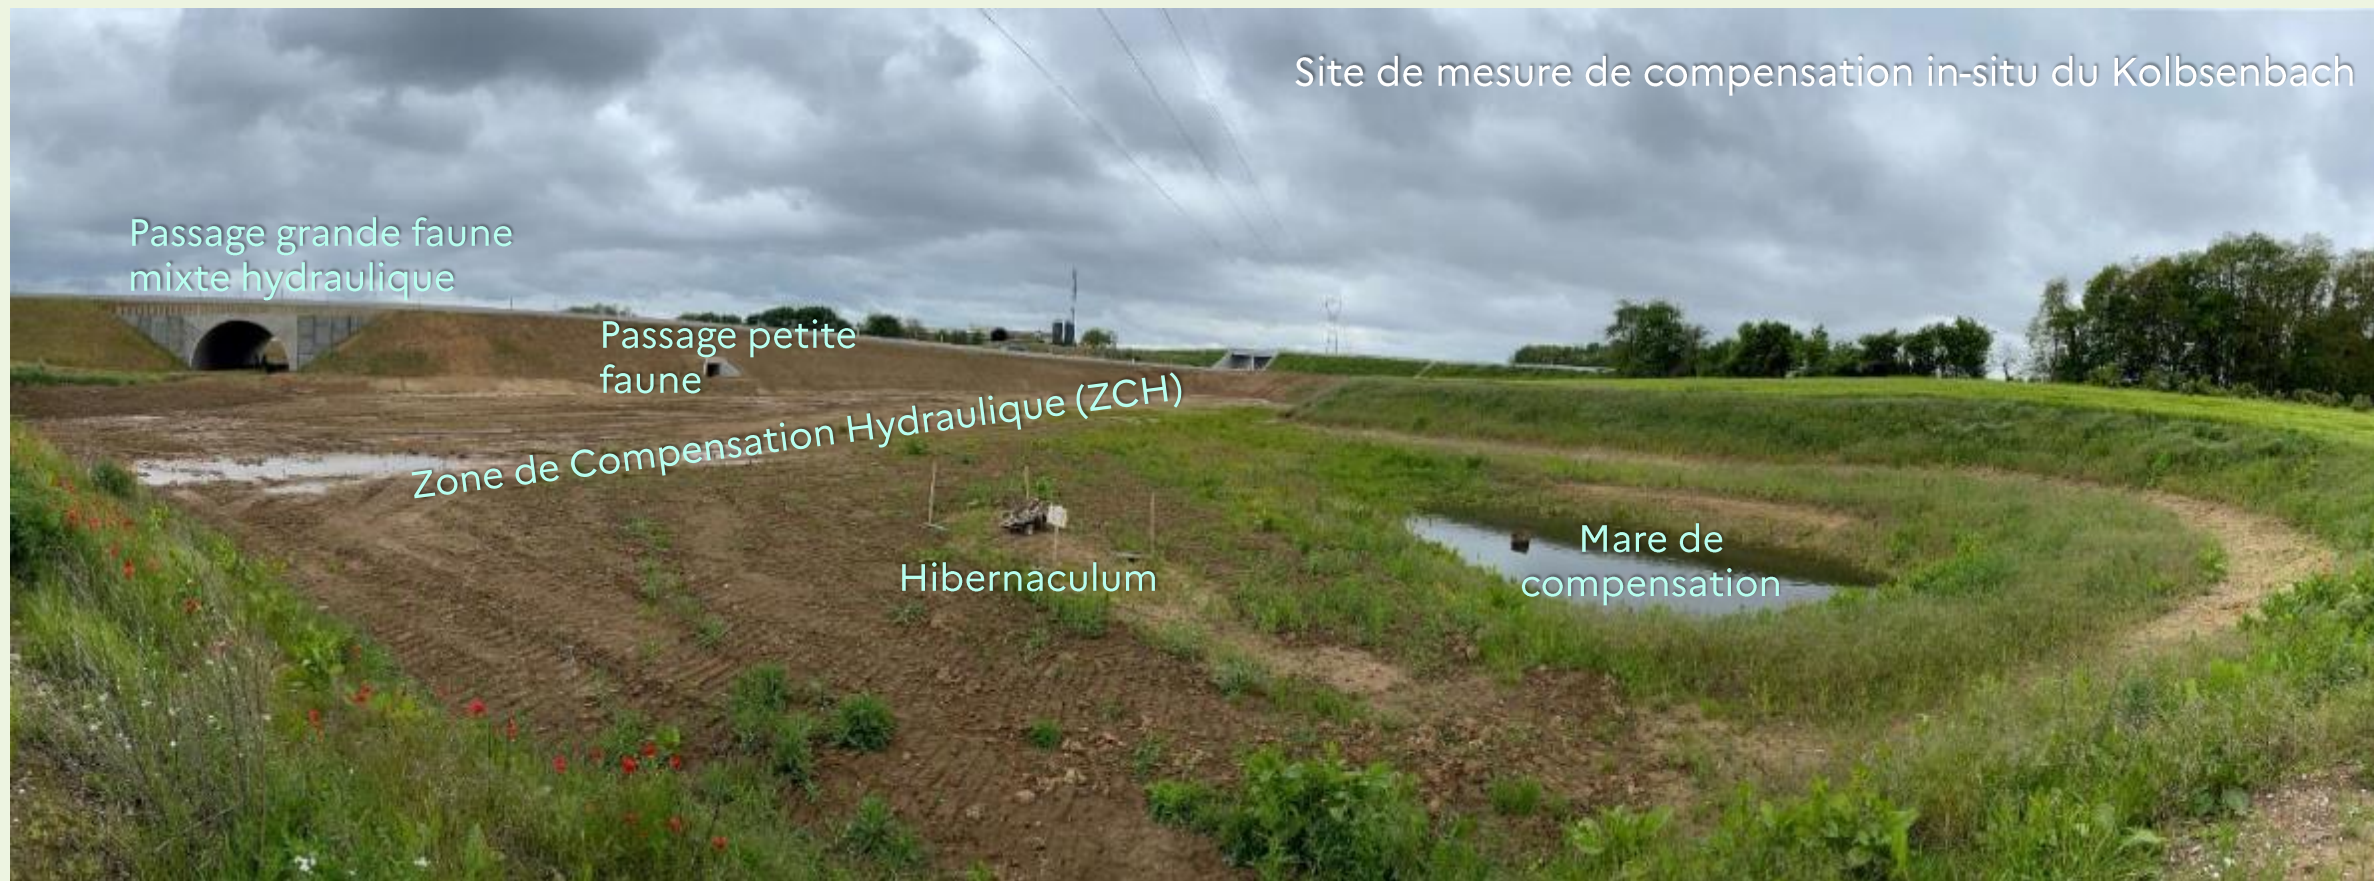 Site de mesure de compensation in-situ du Kolbsenbach
Passage grande faune
mixte hydraulique
Passage petite
faune
Zone de Compensation Hydraulique (ZCH)
Hibernaculum
Mare de
compensation